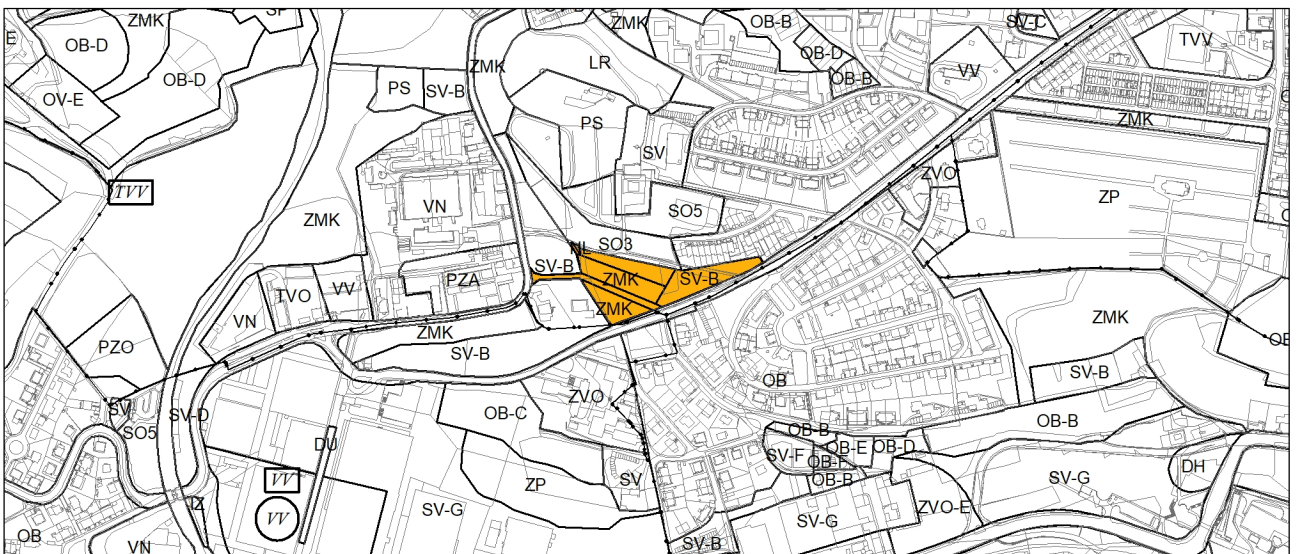 SP
ZMK
OB-B
ZMK
OB-B
SV-C
E
OB-D
OB-D
OB-D
TVV
LR
ZMK
VV
OB-B
PS
SV-B
OV-E
PS
ZMK
SV
ZVO
TVV
ZMK
VN
SO5
ZP
SO3
NL
SV-B
ZMK
SV-B
PZA
TVO
VV
ZMK
ZMK
VN
ZMK
SV-B
PZO
SV-B
OB
ZVO
SV
SO5
SV-D
OB-C
OB-B
OB-B
OB-E
OB-D
SV-F
OB-F
DU
ZP
SV
OB-B
SV-G
DH
VV
SV-G
ZVO-E
IZ
VV
SV-G
OB
VN
SV-B